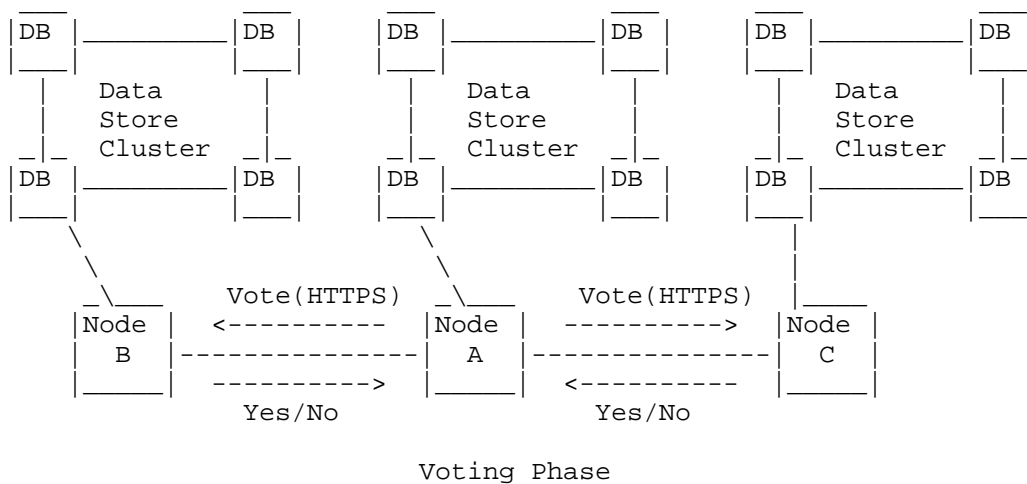 DB DB DB DB DB DB
Data Data Data
Store Store Store
Cluster Cluster Cluster
DB DB DB DB DB DB
Vote(HTTPS) Vote(HTTPS)
Node Node Node
B A C
Yes/No Yes/No
Voting Phase